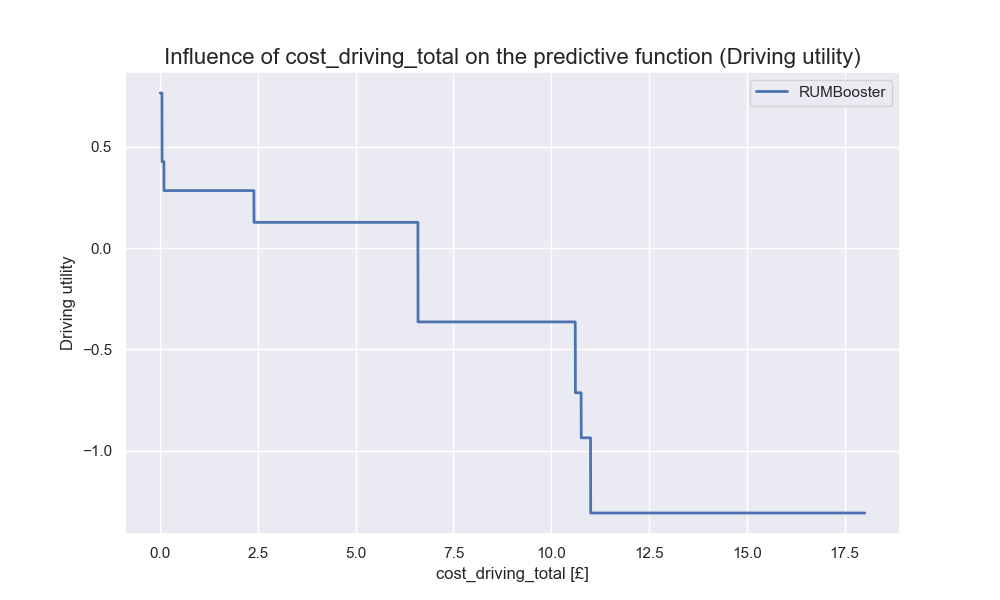 Influence of cost_driving_total on the predictive function (Driving utility)
RUMBooster
Driving utility
0.5
0.0
−0.5
−1.0
0.0 2.5 5.0 7.5 10.0 12.5 15.0 17.5
cost_driving_total [£]